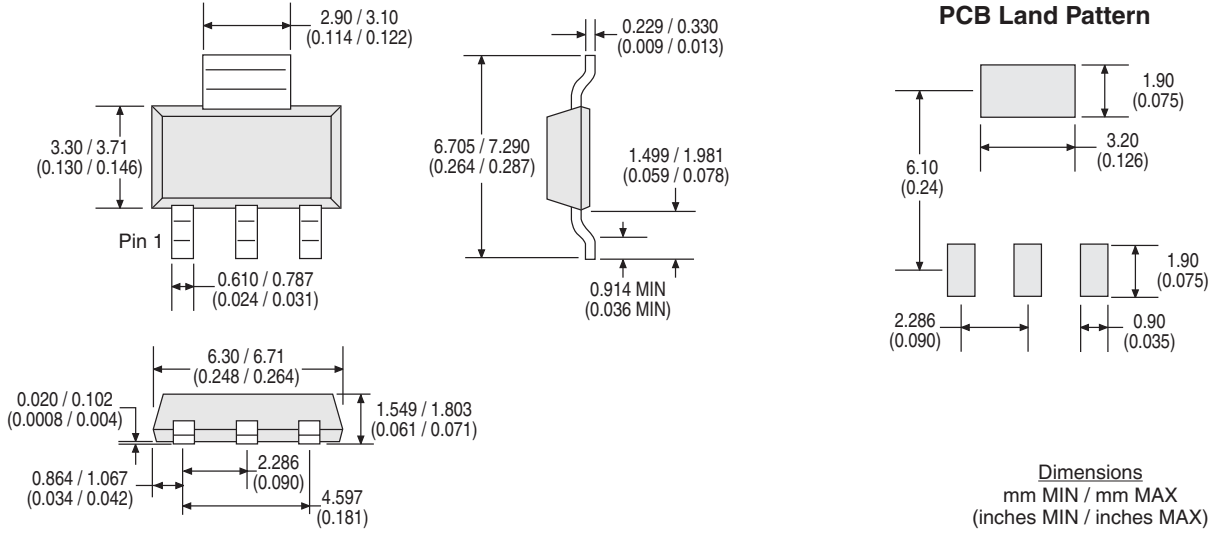 2.90 / 3.10
(0.114 / 0.122)
3.30 / 3.71
(0.130 / 0.146)
Pin 1
0.610 / 0.787
(0.024 / 0.031)
0.229 / 0.330
(0.009 / 0.013)
6.705 / 7.290
(0.264 / 0.287)
1.499 / 1.981
(0.059 / 0.078)
0.914 MIN
(0.036 MIN)
PCB Land Pattern
1.90
(0.075)
3.20
(0.126)
6.10
(0.24)
1.90
(0.075)
2.286
(0.090)
0.90
(0.035)
6.30 / 6.71
(0.248 / 0.264)
0.020 / 0.102
(0.0008 / 0.004)
1.549 / 1.803
(0.061 / 0.071)
0.864 / 1.067
(0.034 / 0.042)
2.286
(0.090)
4.597
(0.181)
Dimensions
mm MIN / mm MAX
(inches MIN / inches MAX)